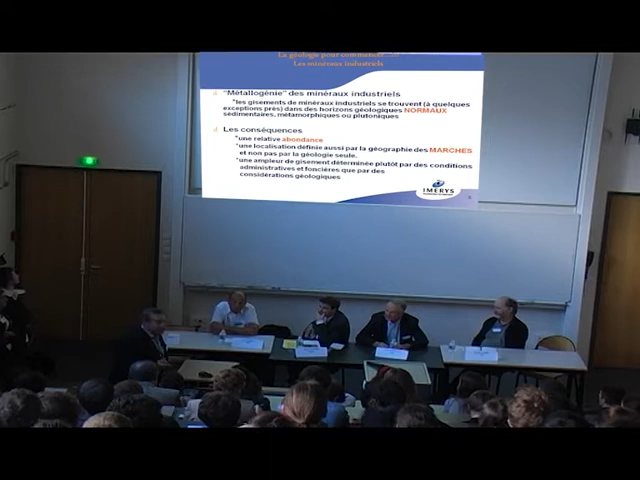 La géologie pour commencer...
Les minéraux industriels
"Métallogénie" des minéraux industriels
"les gisements de minéraux industriels se trouvent (à quelques
exceptions près) dans des horizons géologiques NORMAUX
sédimentaires, métamorphiques ou plutoniques
Les conséquences
"une relative abondance
"une localisation définie aussi par la géographie des MARCHES
et non pas par la géologie seule,
"une ampleur de gisement déterminée plutôt par des conditions
administratives et foncières que par des
considérations géologiques
IMERYS